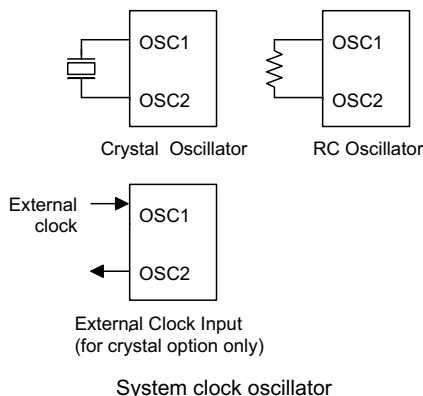 OSC1
OSC2
Crystal Oscillator
OSC1
OSC2
RC Oscillator
External
clock
OSC1
OSC2
External Clock Input
(for crystal option only)
System clock oscillator